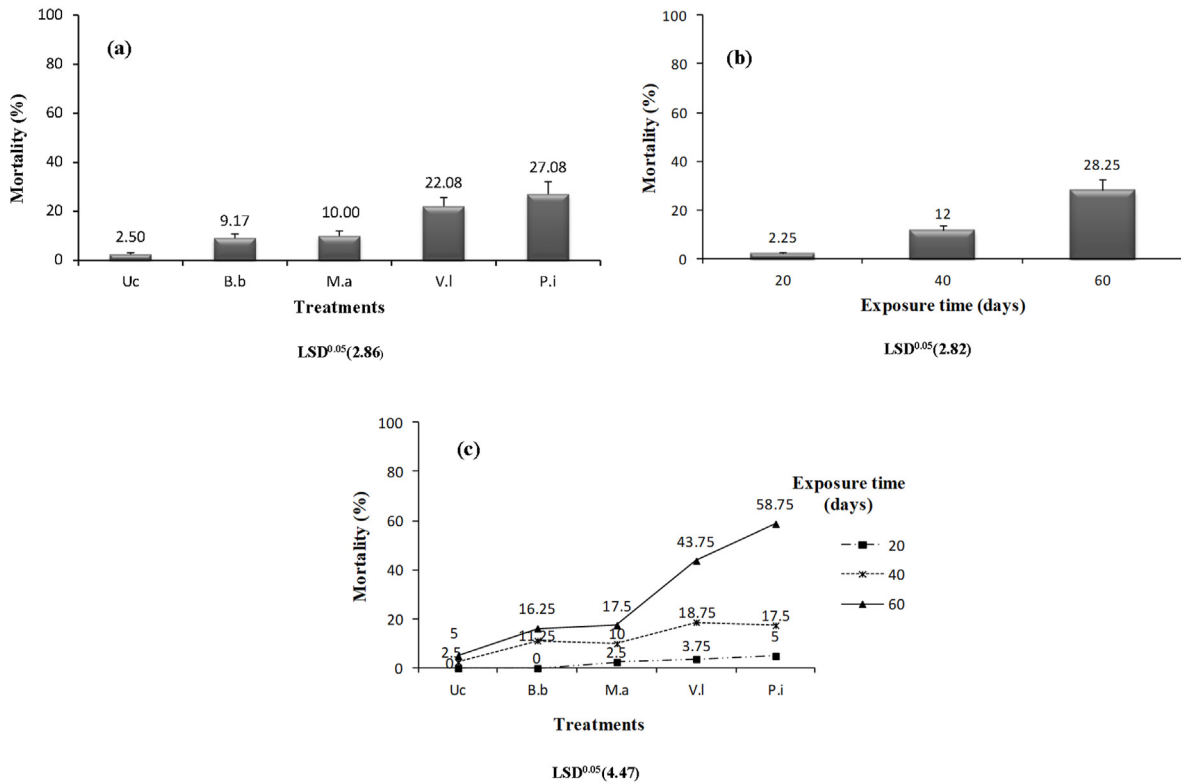 (a)
Mortality (%)
100
80
60
40
20
0
2.50
9.17
10.00
22.08
27.08
Uc B.b M.a V.l P.i
Treatments
LSD0.05(2.86)
(b)
Mortality (%)
100
80
60
40
20
0
2.25
12
28.25
20 40 60
Exposure time (days)
LSD0.05(2.82)
(c)
Mortality (%)
100
80
60
40
20
0
5
16.25
17.5
43.75
58.75
2.5
11.25
10
18.75
17.5
0
0
2.5
3.75
5
Uc B.b M.a V.l P.i
Treatments
Exposure time
(days)
20
40
60
LSD0.05(4.47)